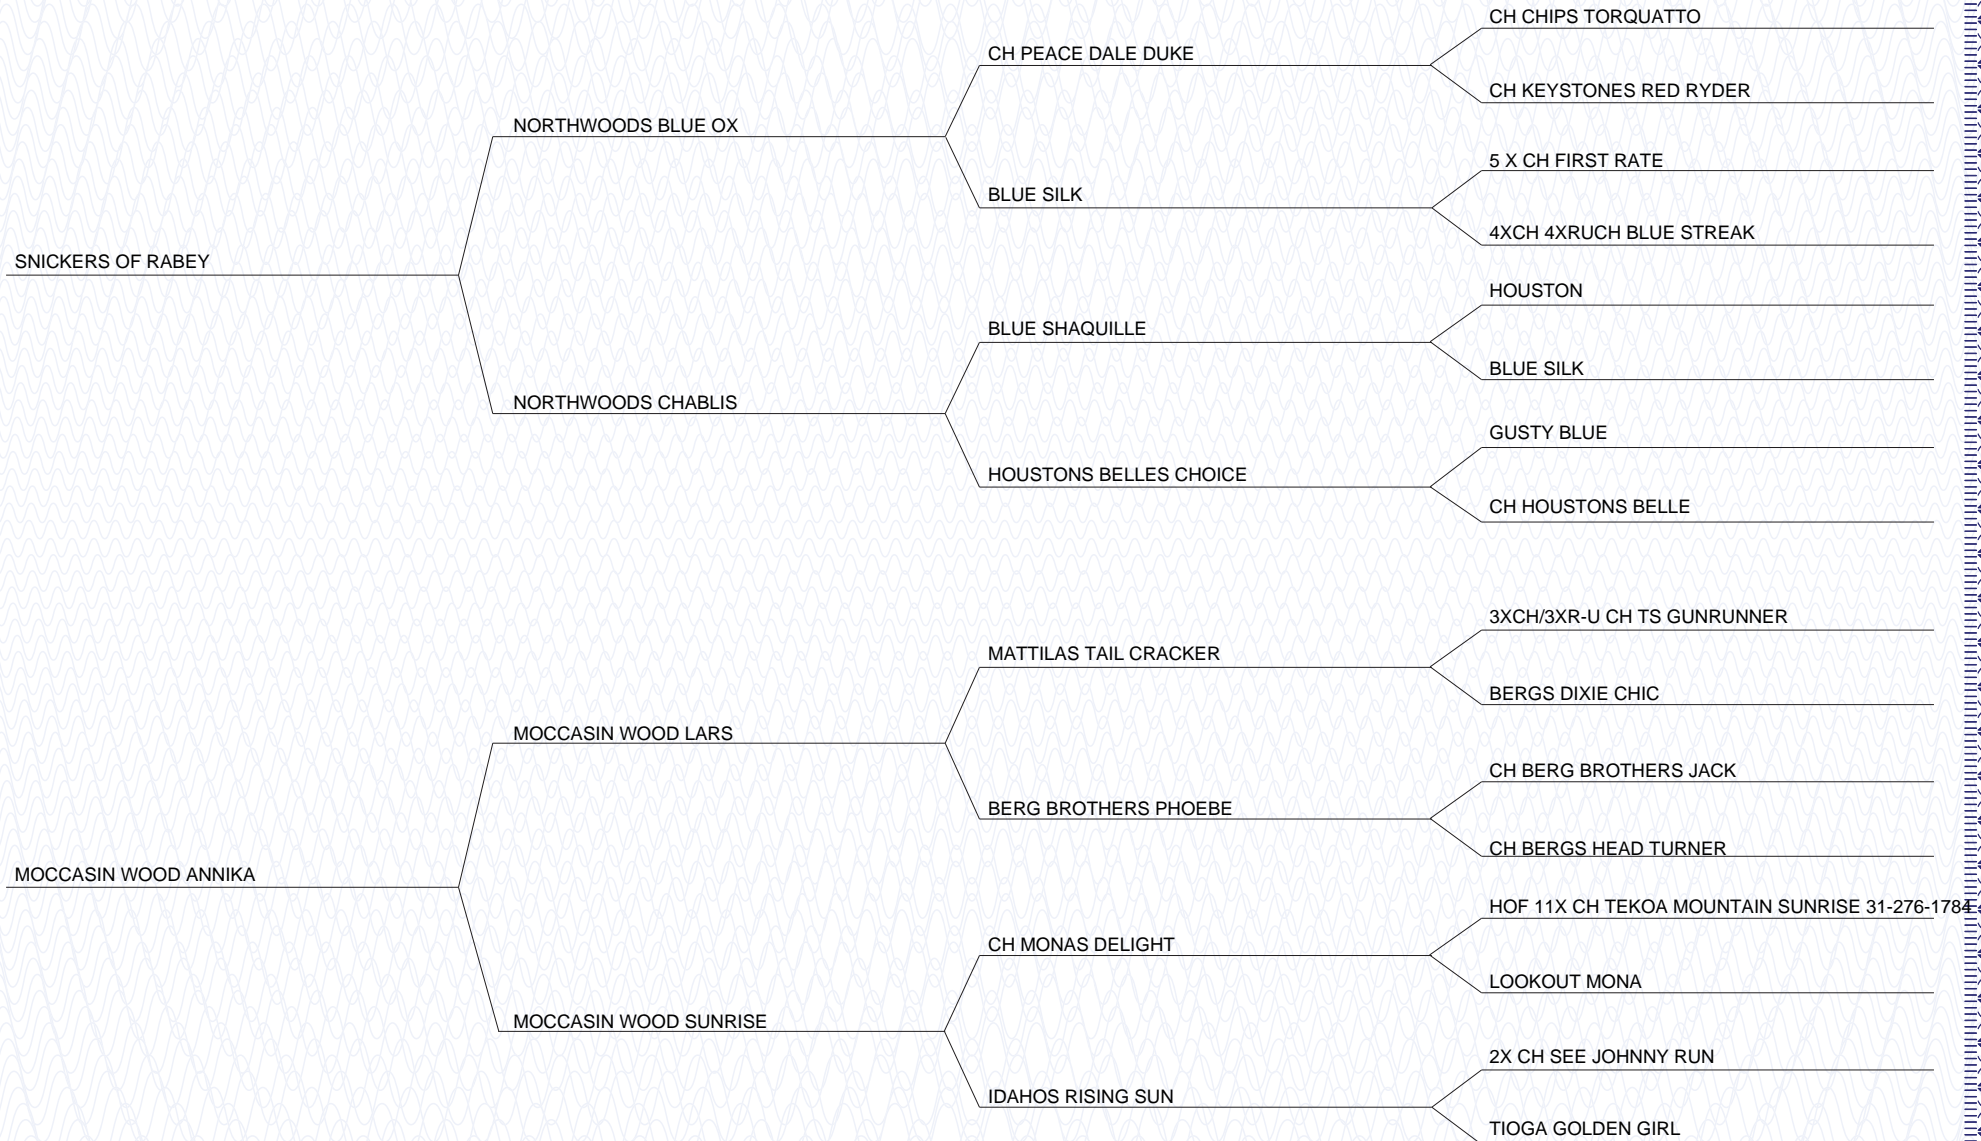 CH CHIPS TORQUATTO
CH PEACE DALE DUKE
CH KEYSTONES RED RYDER
NORTHWOODS BLUE OX
5 X CH FIRST RATE
BLUE SILK
4XCH 4XRUCH BLUE STREAK
SNICKERS OF RABEY
HOUSTON
BLUE SHAQUILLE
BLUE SILK
NORTHWOODS CHABLIS
GUSTY BLUE
HOUSTONS BELLES CHOICE
CH HOUSTONS BELLE
3XCH/3XR-U CH TS GUNRUNNER
MATTILAS TAIL CRACKER
BERGS DIXIE CHIC
MOCCASIN WOOD LARS
CH BERG BROTHERS JACK
BERG BROTHERS PHOEBE
CH BERGS HEAD TURNER
MOCCASIN WOOD ANNIKA
HOF 11X CH TEKOA MOUNTAIN SUNRISE 31-276-1784
CH MONAS DELIGHT
LOOKOUT MONA
MOCCASIN WOOD SUNRISE
2X CH SEE JOHNNY RUN
IDAHOS RISING SUN
TIOGA GOLDEN GIRL